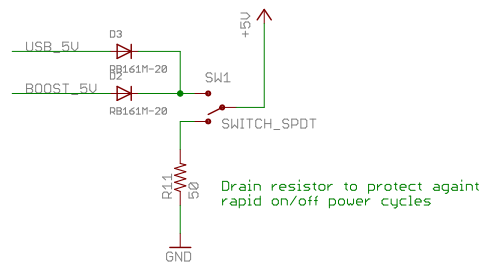 D3
USB_5V
RB161M-20
D2
BOOST_5V
RB161M-20
+5V
SW1
SWITCH_SPDT
R11
50
Drain resistor to protect againt
rapid on/off power cycles
GND